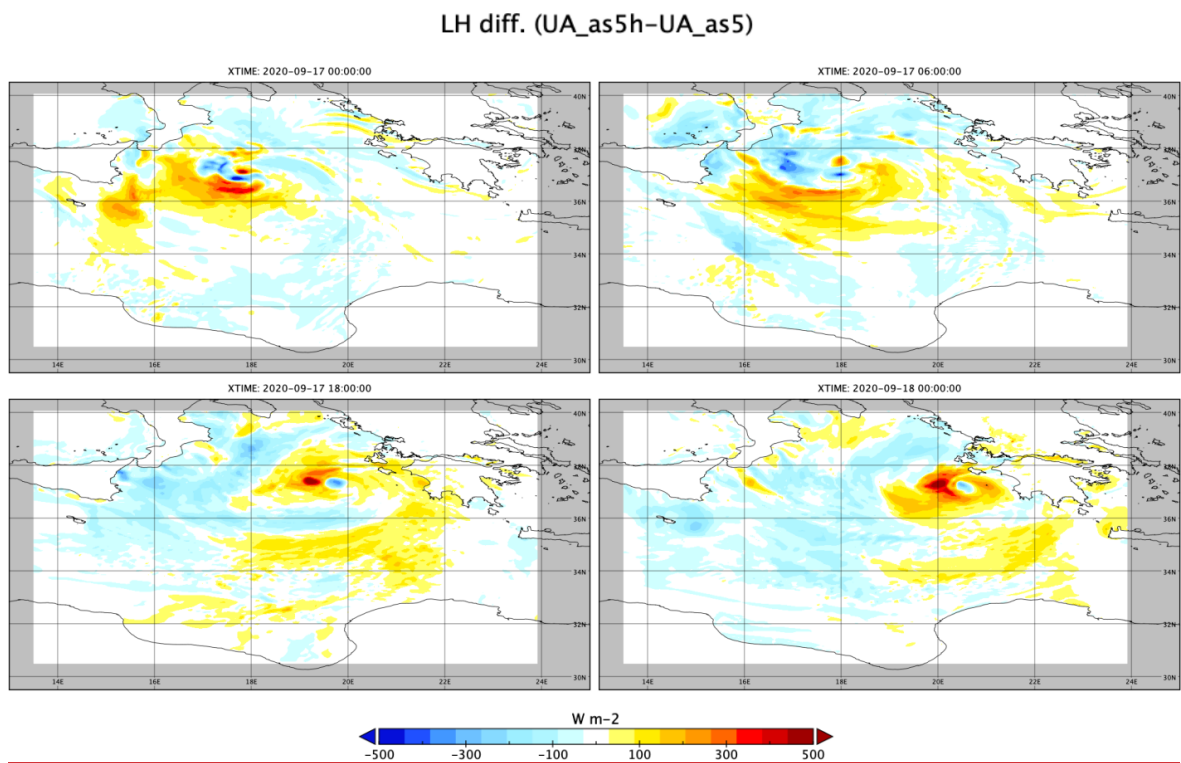 LH diff. (UA_as5h-UA_as5)
XTIME: 2020-09-17 00:00:00
XTIME: 2020-09-17 06:00:00
40N
36N
34N
32N
30N
14E 16E 18E 20E 22E 24E
40N
36N
34N
32N
30N
14E 16E 18E 20E 22E 24E
XTIME: 2020-09-17 18:00:00
XTIME: 2020-09-18 00:00:00
40N
36N
34N
32N
30N
14E 16E 18E 20E 22E 24E
40N
36N
34N
32N
30N
14E 16E 18E 20E 22E 24E
W m-2
-500 -300 -100 100 300 500